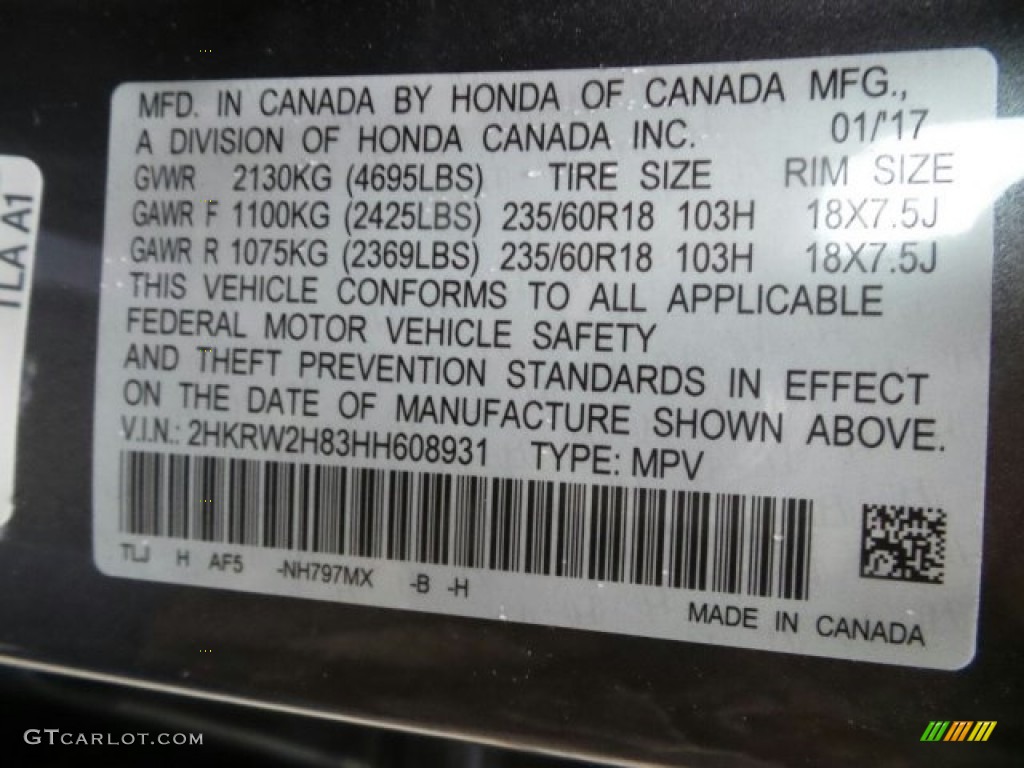 MFD. IN CANADA BY HONDA OF CANADA MFG.,
A DIVISION OF HONDA CANADA INC. 01/'17
GVWR 2130KG (4695LBS) TIRE SIZE RIM SIZE
GAWR F 1100KG (2425LBS) 235/60R18 103H 18X7.5J
GAWR R 1075KG (2369LBS) 235/60R18 103H 18X7.5J
THIS VEHICLE CONFORMS TO ALL APPLICABLE
FEDERAL MOTOR VEHICLE SAFETY
AND THEFT PREVENTION STANDARDS IN EFFECT
ON THE DATE OF MANUFACTURE SHOWN ABOVE.
V.I.N.: 2HKRW2H83HH608931 TYPE: MPV
TLJ H AF5 -NH797MX -B -H
MADE IN CANADA
TLA A1
GTCARLOT.COM